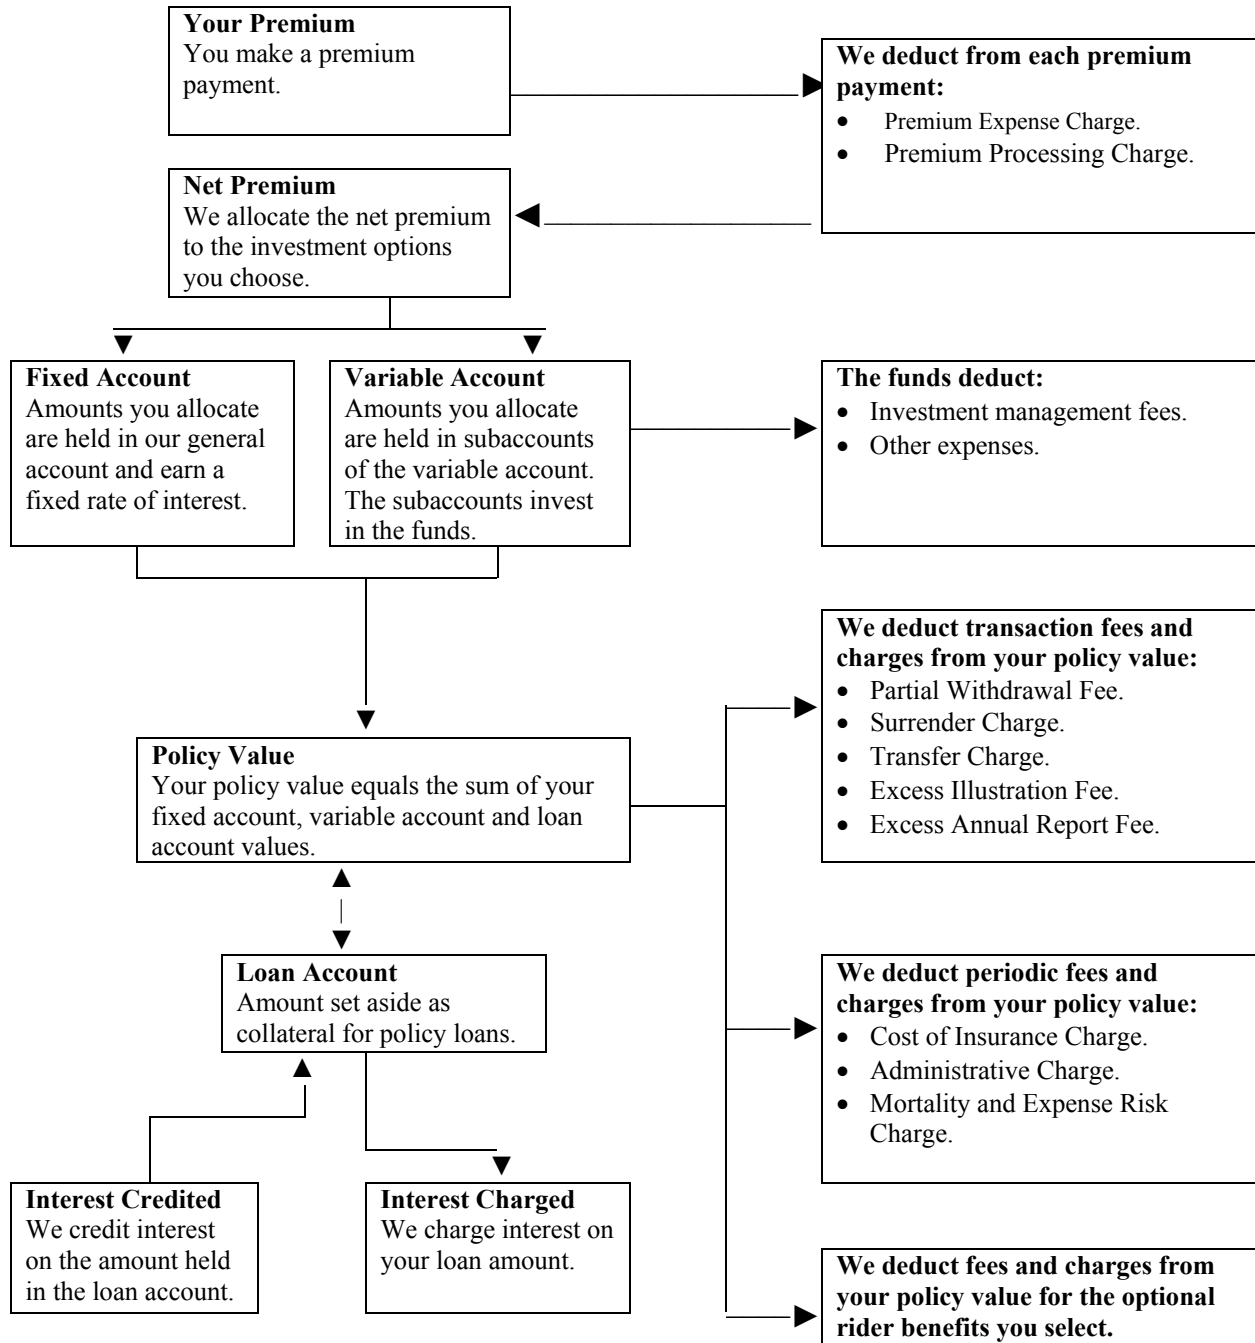 Your Premium
You make a premium
payment.
We deduct from each premium
payment:
• Premium Expense Charge.
• Premium Processing Charge.
Net Premium
We allocate the net premium
to the investment options
you choose.
Fixed Account
Amounts you allocate
are held in our general
account and earn a
fixed rate of interest.
Variable Account
Amounts you allocate
are held in subaccounts
of the variable account.
The subaccounts invest
in the funds.
The funds deduct:
• Investment management fees.
• Other expenses.
We deduct transaction fees and
charges from your policy value:
• Partial Withdrawal Fee.
• Surrender Charge.
• Transfer Charge.
• Excess Illustration Fee.
• Excess Annual Report Fee.
Policy Value
Your policy value equals the sum of your
fixed account, variable account and loan
account values.
Loan Account
Amount set aside as
collateral for policy loans.
We deduct periodic fees and
charges from your policy value:
• Cost of Insurance Charge.
• Administrative Charge.
• Mortality and Expense Risk
Charge.
Interest Credited
We credit interest
on the amount held
in the loan account.
Interest Charged
We charge interest on
your loan amount.
We deduct fees and charges from
your policy value for the optional
rider benefits you select.